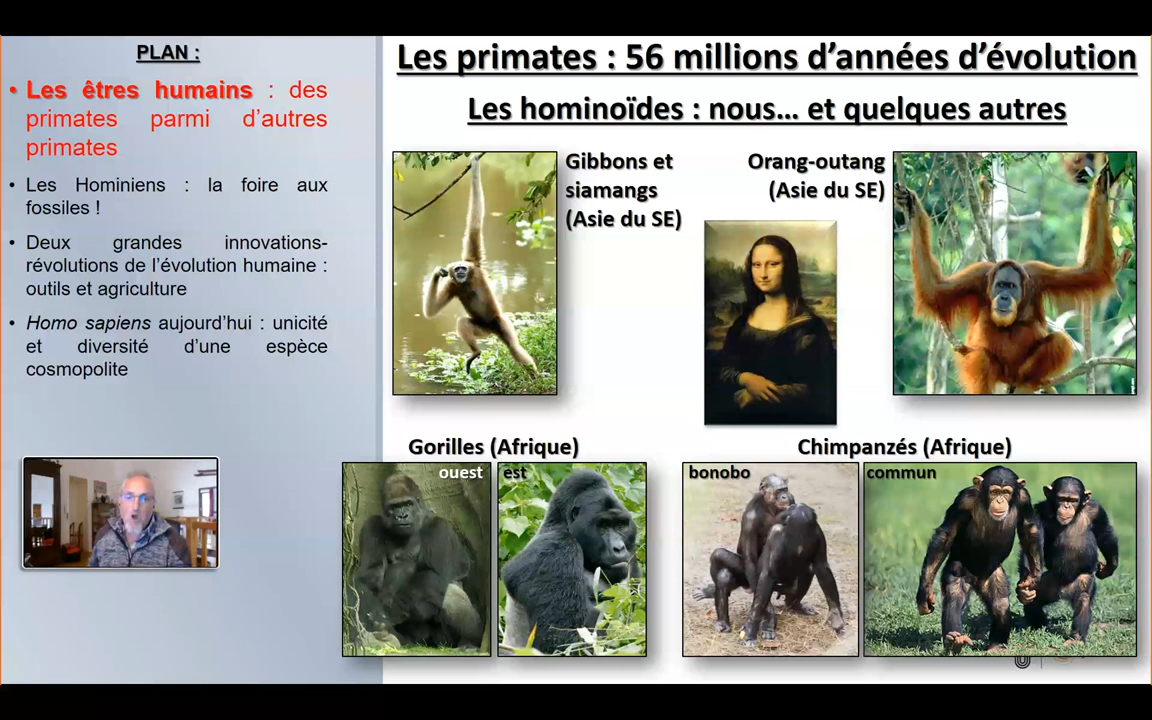 PLAN :
• Les êtres humains : des
primates parmi d’autres
primates
• Les Hominiens : la foire aux
fossiles !
• Deux grandes innovations-
révolutions de l’évolution humaine :
outils et agriculture
• Homo sapiens aujourd’hui : unicité
et diversité d’une espèce
cosmopolite
Les primates : 56 millions d’années d’évolution
Les hominoïdes : nous… et quelques autres
Gibbons et
siamangs
(Asie du SE)
Orang-outang
(Asie du SE)
Gorilles (Afrique)
ouest
est
Chimpanzés (Afrique)
bonobo
commun